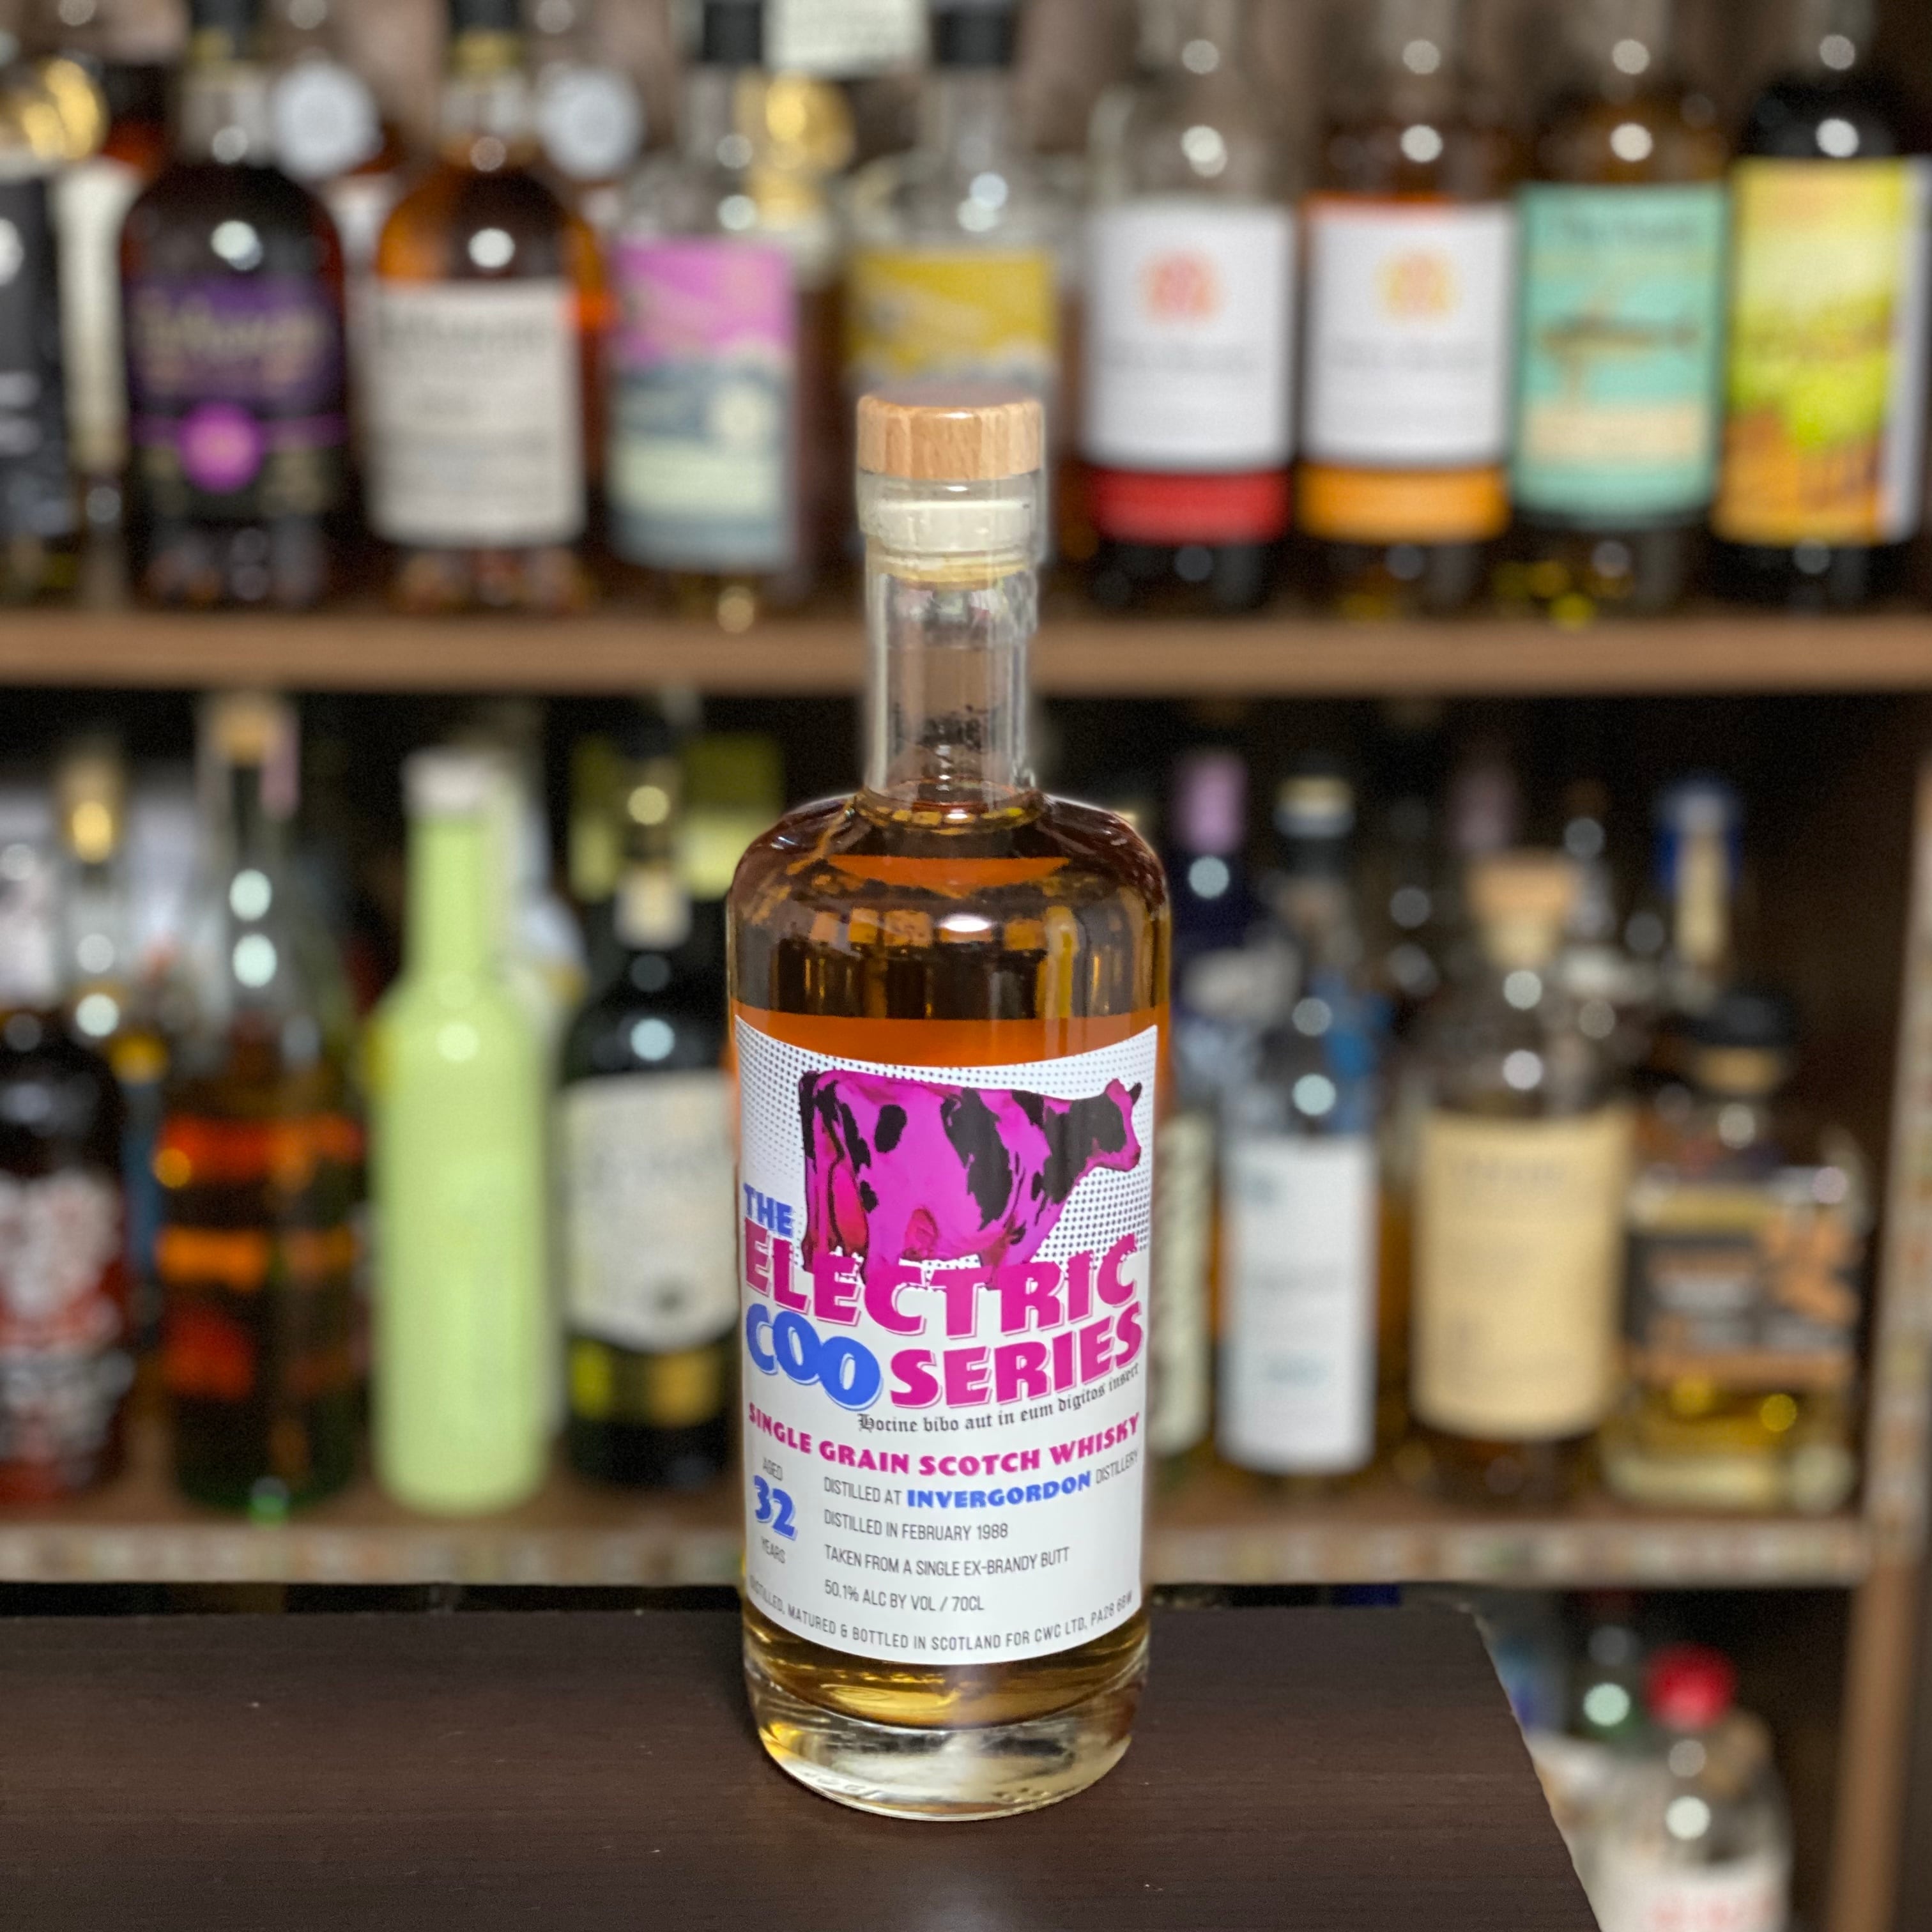 THE
ELECTRIC
COO SERIES
Hocine bibo aut in eum digitos insert
SINGLE GRAIN SCOTCH WHISKY
AGED
32
YEARS
DISTILLED AT INVERGORDON DISTILLERY
DISTILLED IN FEBRUARY 1988
TAKEN FROM A SINGLE EX-BRANDY BUTT
50.1% ALC BY VOL / 70CL
DISTILLED, MATURED & BOTTLED IN SCOTLAND FOR CWC LTD, PA28